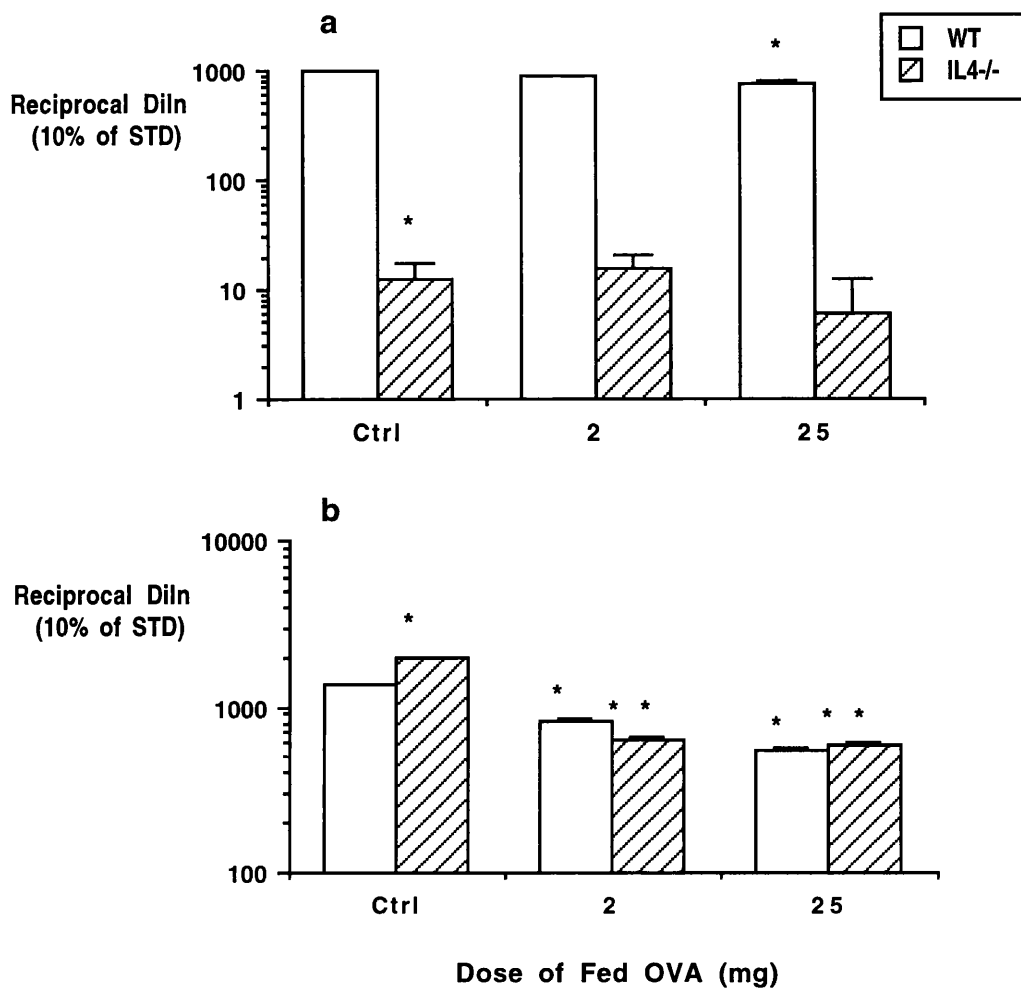 a
WT
IL4-/-
Reciprocal Diln
(10% of STD)
1000
100
10
1
*
*
Ctrl
2
25
b
Reciprocal Diln
(10% of STD)
10000
1000
100
*
*
* *
*
* *
Ctrl
2
25
Dose of Fed OVA (mg)